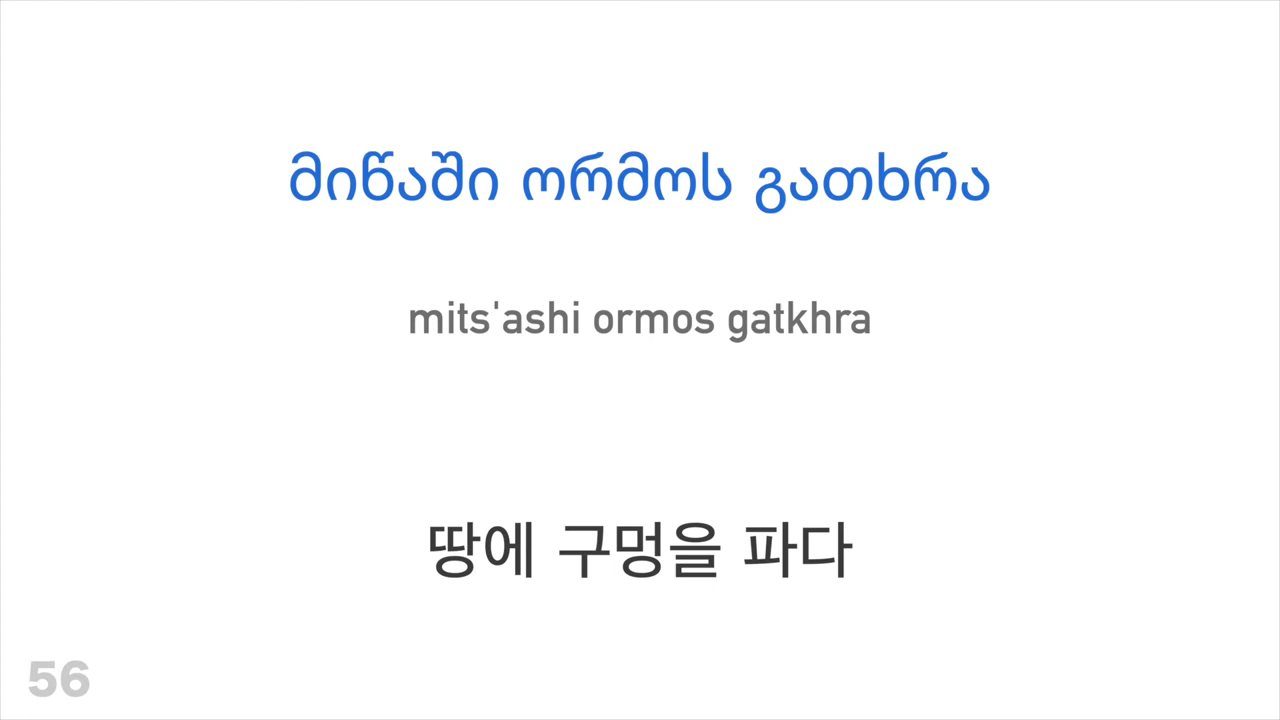 მიწაში ორმოს გათხრა
mits'ashi ormos gatkhra
땅에 구멍을 파다
56